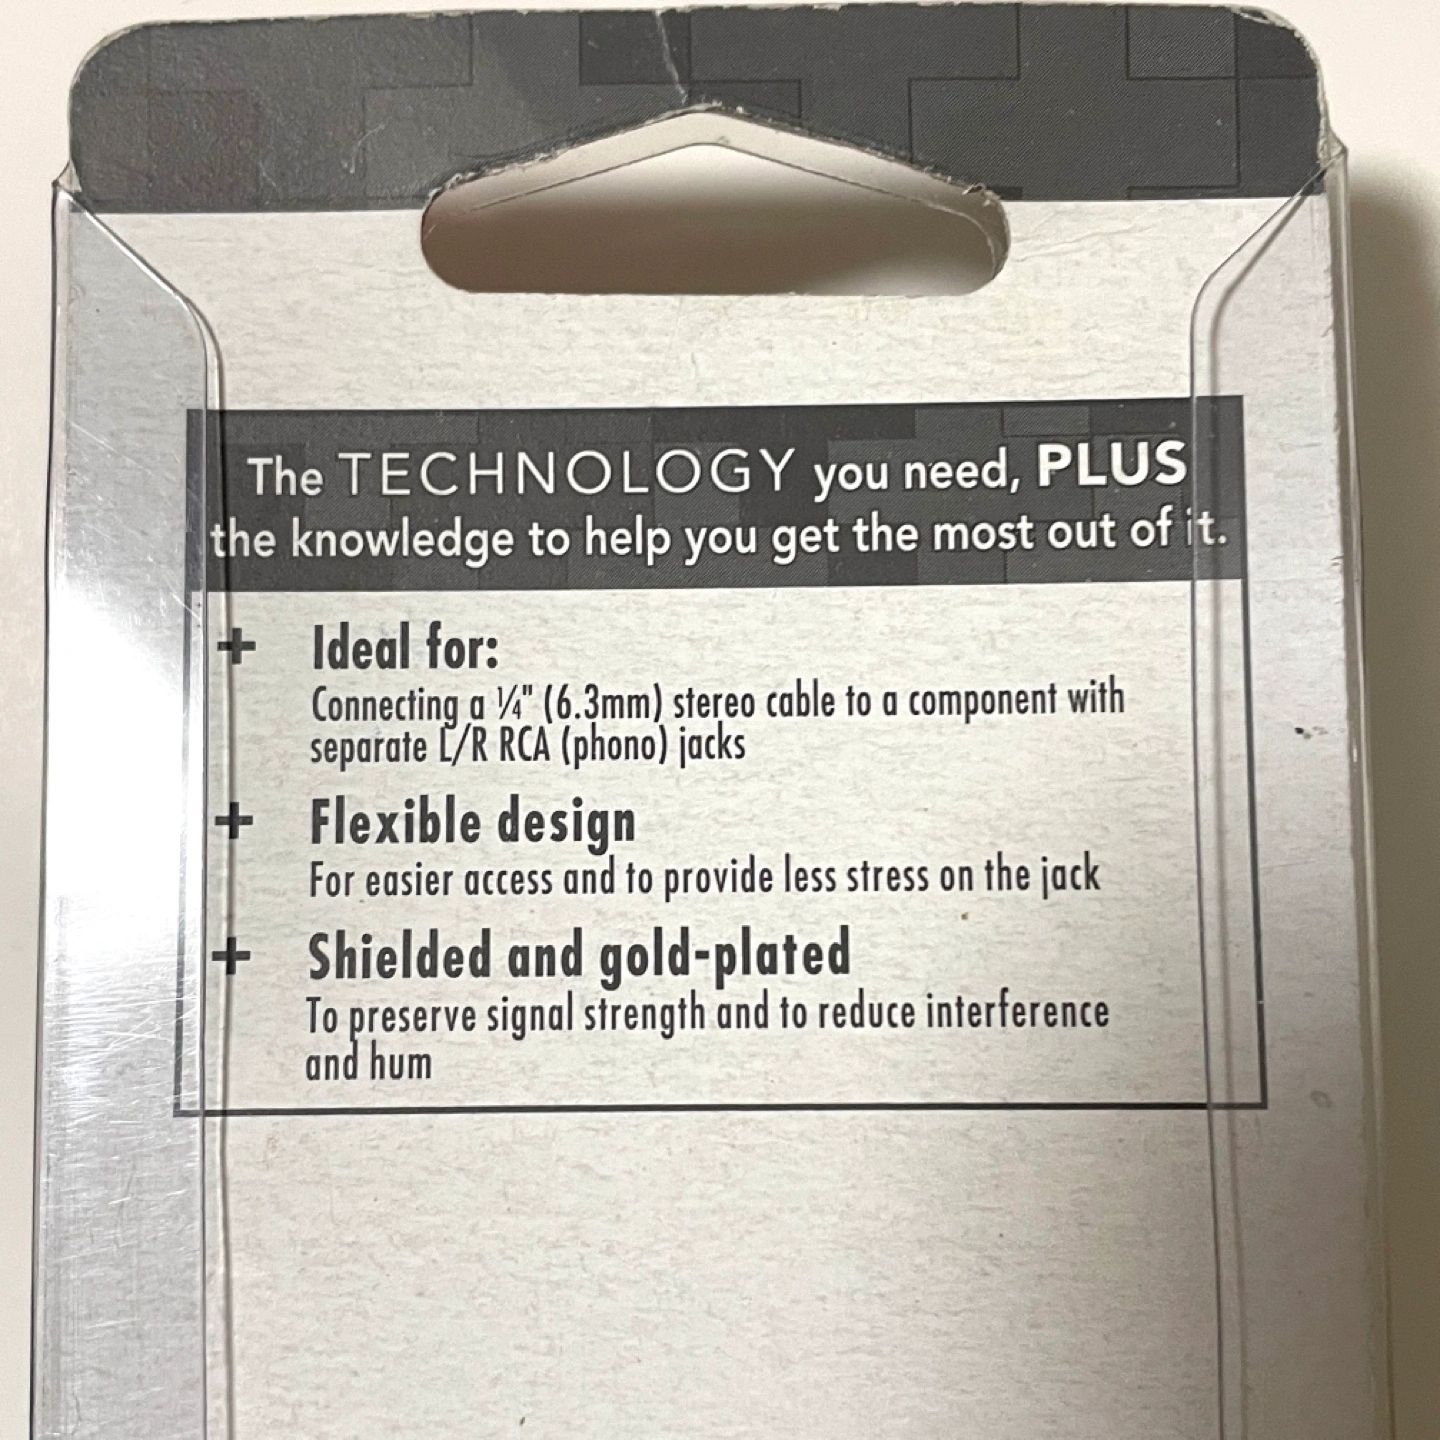 The TECHNOLOGY you need, PLUS
the knowledge to help you get the most out of it.
+ Ideal for:
Connecting a ¼" (6.3mm) stereo cable to a component with
separate L/R RCA (phono) jacks
+ Flexible design
For easier access and to provide less stress on the jack
+ Shielded and gold-plated
To preserve signal strength and to reduce interference
and hum